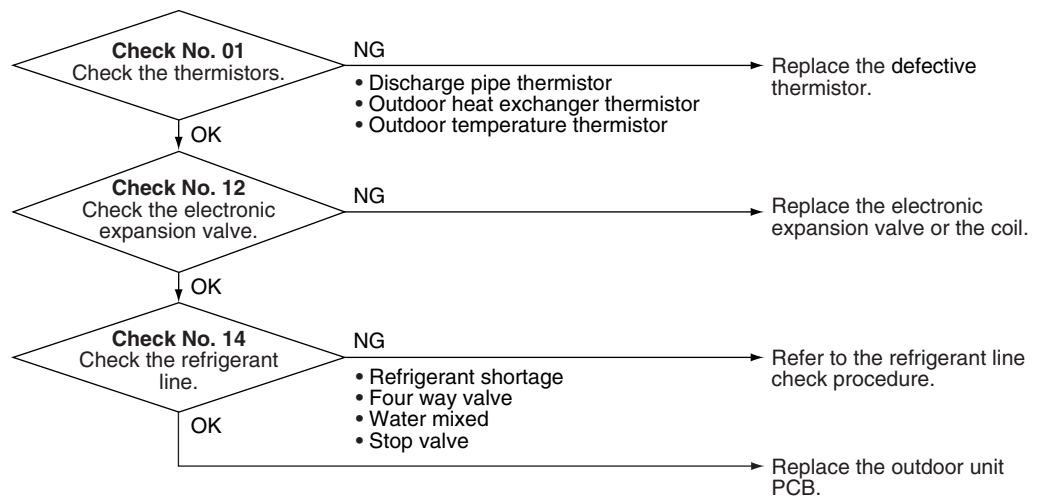 Check No. 01
Check the thermistors.
NG
• Discharge pipe thermistor
• Outdoor heat exchanger thermistor
• Outdoor temperature thermistor
Replace the defective
thermistor.
OK
Check No. 12
Check the electronic
expansion valve.
NG
Replace the electronic
expansion valve or the coil.
OK
Check No. 14
Check the refrigerant
line.
NG
• Refrigerant shortage
• Four way valve
• Water mixed
• Stop valve
Refer to the refrigerant line
check procedure.
OK
Replace the outdoor unit
PCB.